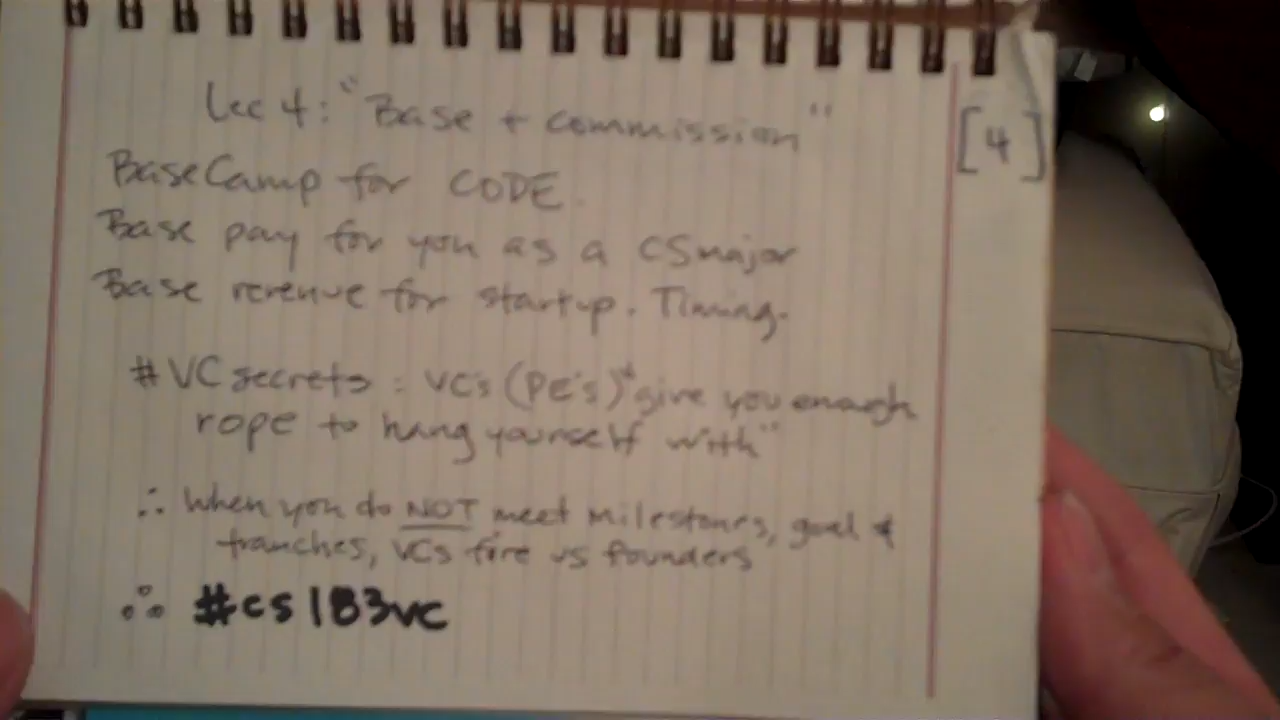 Lec 4: "Base + commission"
[4]
BaseCamp for CODE.
Base pay for you as a CS major
Base revenue for startup. Timing.
#VC secrets: VC's (PE's) "give you enough
rope to hang yourself with"
∴ When you do NOT meet milestones, goal &
tranches, VCs fire us founders
∴ #cs183vc